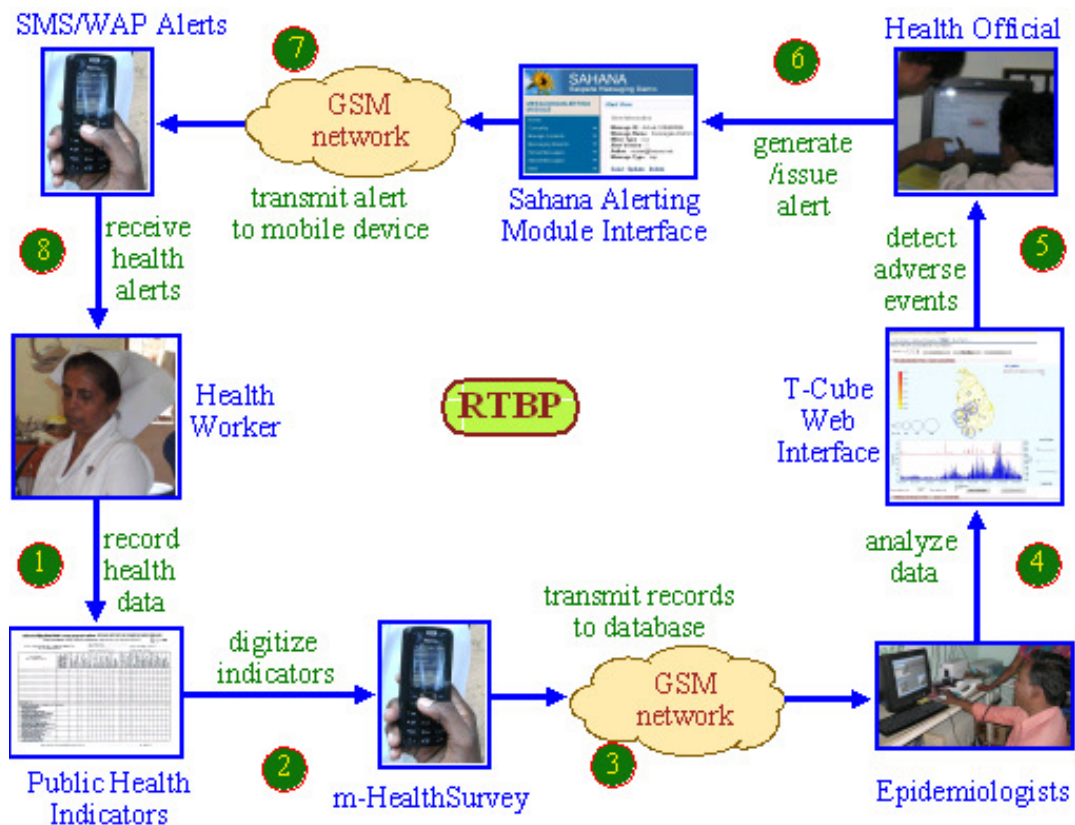 SMS/WAP Alerts
7
GSM
network
transmit alert
to mobile device
SAHANA
Sahana Alerting
Module Interface
6
generate
/issue
alert
Health Official
8
receive
health
alerts
detect
adverse
events
5
Health
Worker
RTBP
T-Cube
Web
Interface
1
record
health
data
analyze
data
4
digitize
indicators
2
transmit records
to database
GSM
network
3
Public Health
Indicators
m-HealthSurvey
Epidemiologists